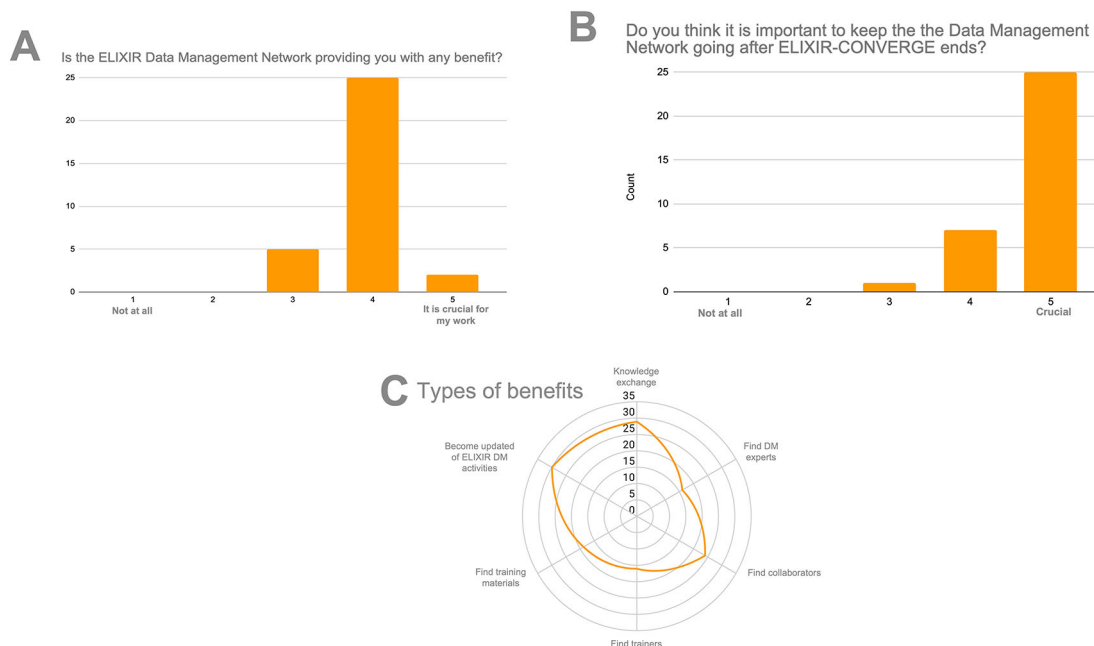 A
Is the ELIXIR Data Management Network providing you with any benefit?
25
20
15
10
5
0
1
2
3
4
5
Not at all
It is crucial for
my work
B
Do you think it is important to keep the the Data Management
Network going after ELIXIR-CONVERGE ends?
Count
25
20
15
10
5
0
1
2
3
4
5
Not at all
Crucial
C
Types of benefits
Knowledge
exchange
35
30
25
20
15
10
5
0
Find DM
experts
Find collaborators
Find trainers
Find training
materials
Become updated
of ELIXIR DM
activities